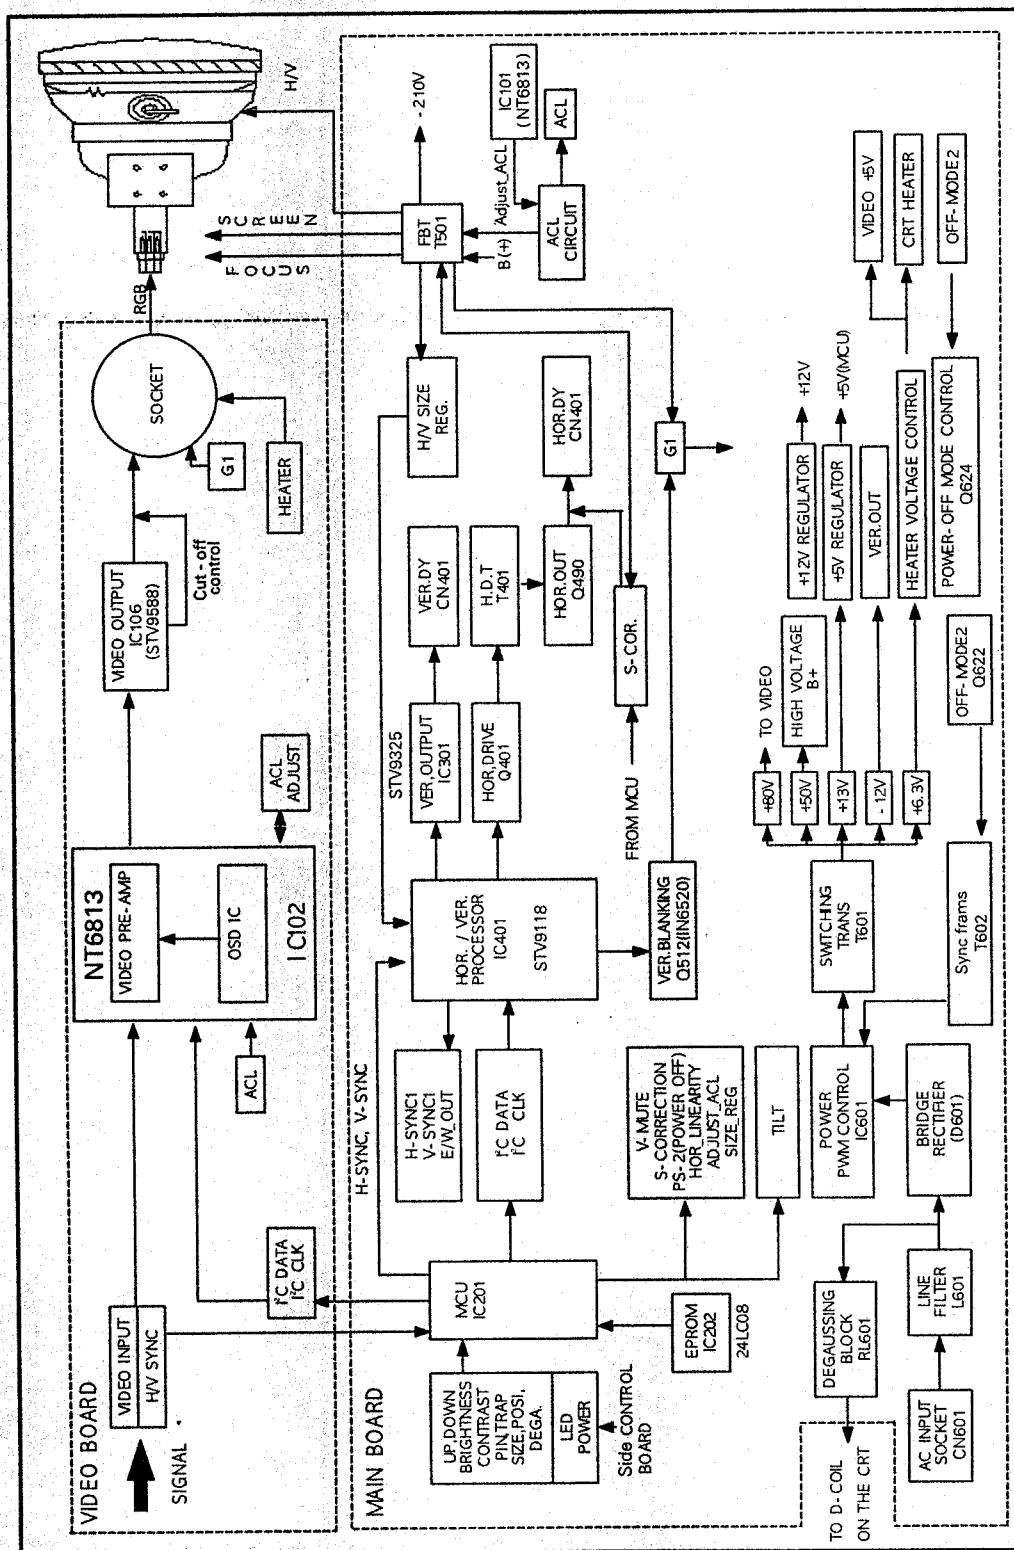 VIDEO BOARD
SIGNAL
VIDEO INPUT
H/V SYNC
I²C DATA
I²C CLK
NT6813
VIDEO PRE-AMP
OSD IC
IC102
ACL
ACL
ADJUST
VIDEO OUTPUT
IC106
(STV9588)
Cut-off
control
SOCKET
G1
HEATER
RGB
FOCUS
SCREEN
H/V
MAIN BOARD
H-SYNC, V-SYNC
UP,DOWN
BRIGHTNESS
CONTRAST
PIN,TRAP
SIZE,POSI,
DEGA.
LED
POWER
Side CONTROL
BOARD
MCU
IC201
EPROM
IC202
24LC08
H-SYNC1
V-SYNC1
E/W_OUT
I²C DATA
I²C CLK
V-MUTE
S-CORRECTION
PS-2(POWER OFF)
HOR_LINEARITY
ADJUST_ACL
SIZE_REG
TILT
HOR. / VER.
PROCESSOR
IC401
STV9118
VER.BLANKING
Q512(IN6520)
STV9325
VER,OUTPUT
IC301
HOR,DRIVE
Q401
FROM MCU
VER.DY
CN401
H.D.T
T401
HOR.OUT
Q490
S-COR.
H/V SIZE
REG.
HOR.DY
CN401
G1
FBT
T501
-210V
B(+)
Adjust_ACL
IC101
(NT6813)
ACL
CIRCUIT
ACL
AC INPUT
SOCKET
CN601
LINE
FILTER
L601
DEGAUSSING
BLOCK
RL601
TO D-COIL
ON THE CRT
BRIDGE
RECTIFIER
(D601)
POWER
PWM CONTROL
IC601
SWITCHING
TRANS
T601
Sync frams
T602
+80V
+50V
+13V
-12V
+6.3V
TO VIDEO
HIGH VOLTAGE
B+
+12V REGULATOR
+12V
+5V REGULATOR
+5V(MCU)
VER.OUT
HEATER VOLTAGE CONTROL
VIDEO +5V
CRT HEATER
OFF-MODE2
POWER-OFF MODE CONTROL
Q624
OFF-MODE2
Q622